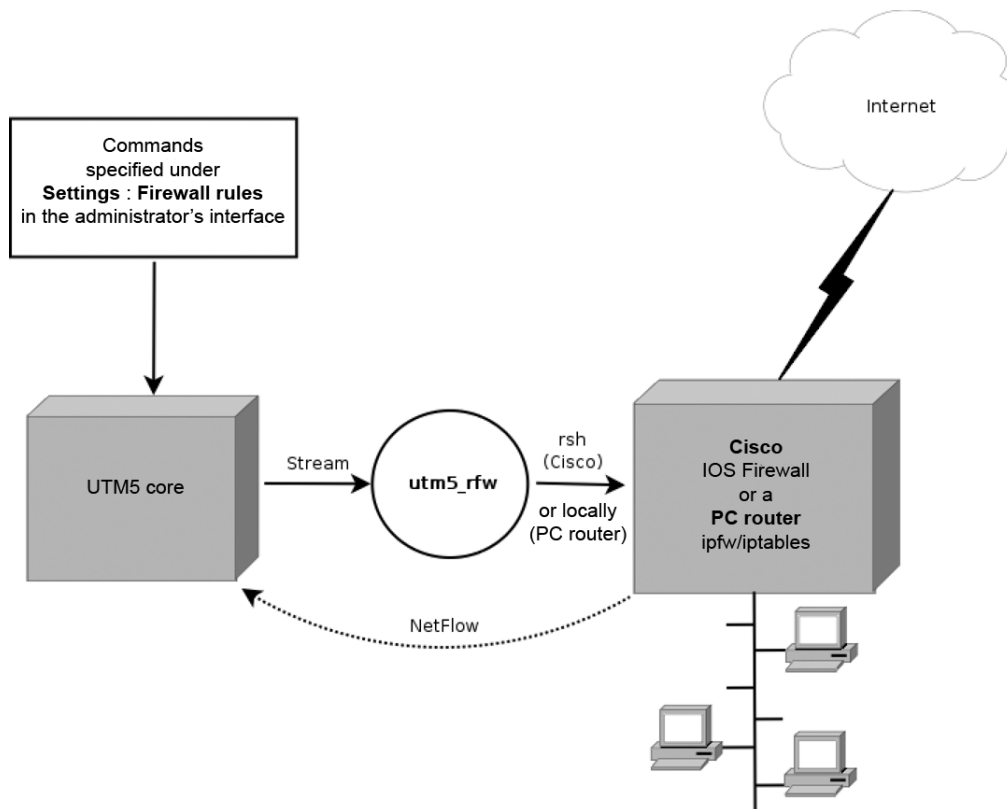 Internet
Commands
specified under
Settings : Firewall rules
in the administrator's interface
UTM5 core
Stream
utm5_rfw
rsh
(Cisco)
or locally
(PC router)
Cisco
IOS Firewall
or a
PC router
ipfw/iptables
NetFlow